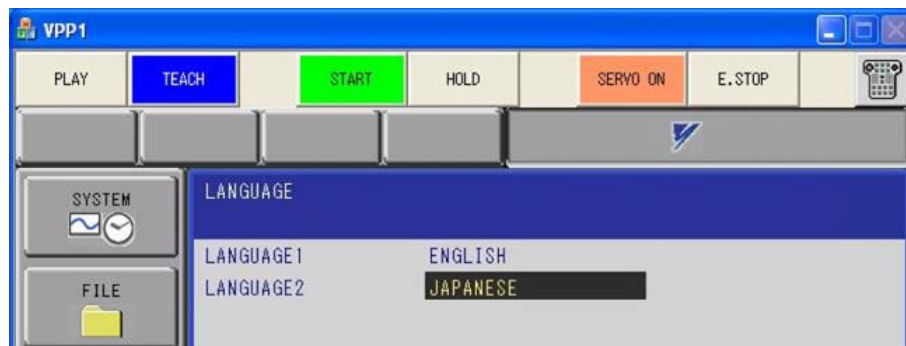 VPP1
PLAY TEACH START HOLD SERVO ON E.STOP
SYSTEM
LANGUAGE
LANGUAGE1 ENGLISH
LANGUAGE2 JAPANESE
FILE